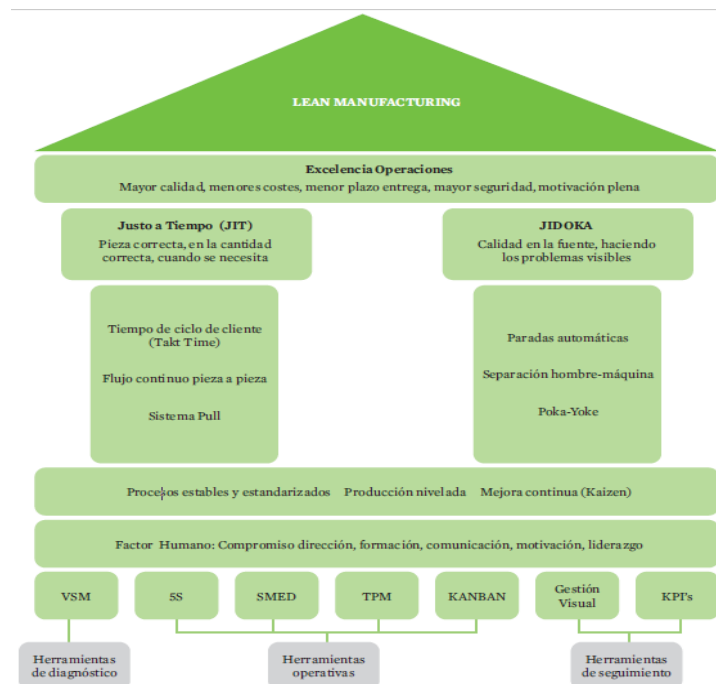 LEAN MANUFACTURING
Excelencia Operaciones
Mayor calidad, menores costes, menor plazo entrega, mayor seguridad, motivación plena
Justo a Tiempo (JIT)
Pieza correcta, en la cantidad
correcta, cuando se necesita
JIDOKA
Calidad en la fuente, haciendo
los problemas visibles
Tiempo de ciclo de cliente
(Takt Time)
Flujo continuo pieza a pieza
Sistema Pull
Paradas automáticas
Separación hombre-máquina
Poka-Yoke
Procesos estables y estandarizados Producción nivelada Mejora continua (Kaizen)
Factor Humano: Compromiso dirección, formación, comunicación, motivación, liderazgo
VSM
5S
SMED
TPM
KANBAN
Gestión
Visual
KPI's
Herramientas
de diagnóstico
Herramientas
operativas
Herramientas
de seguimiento